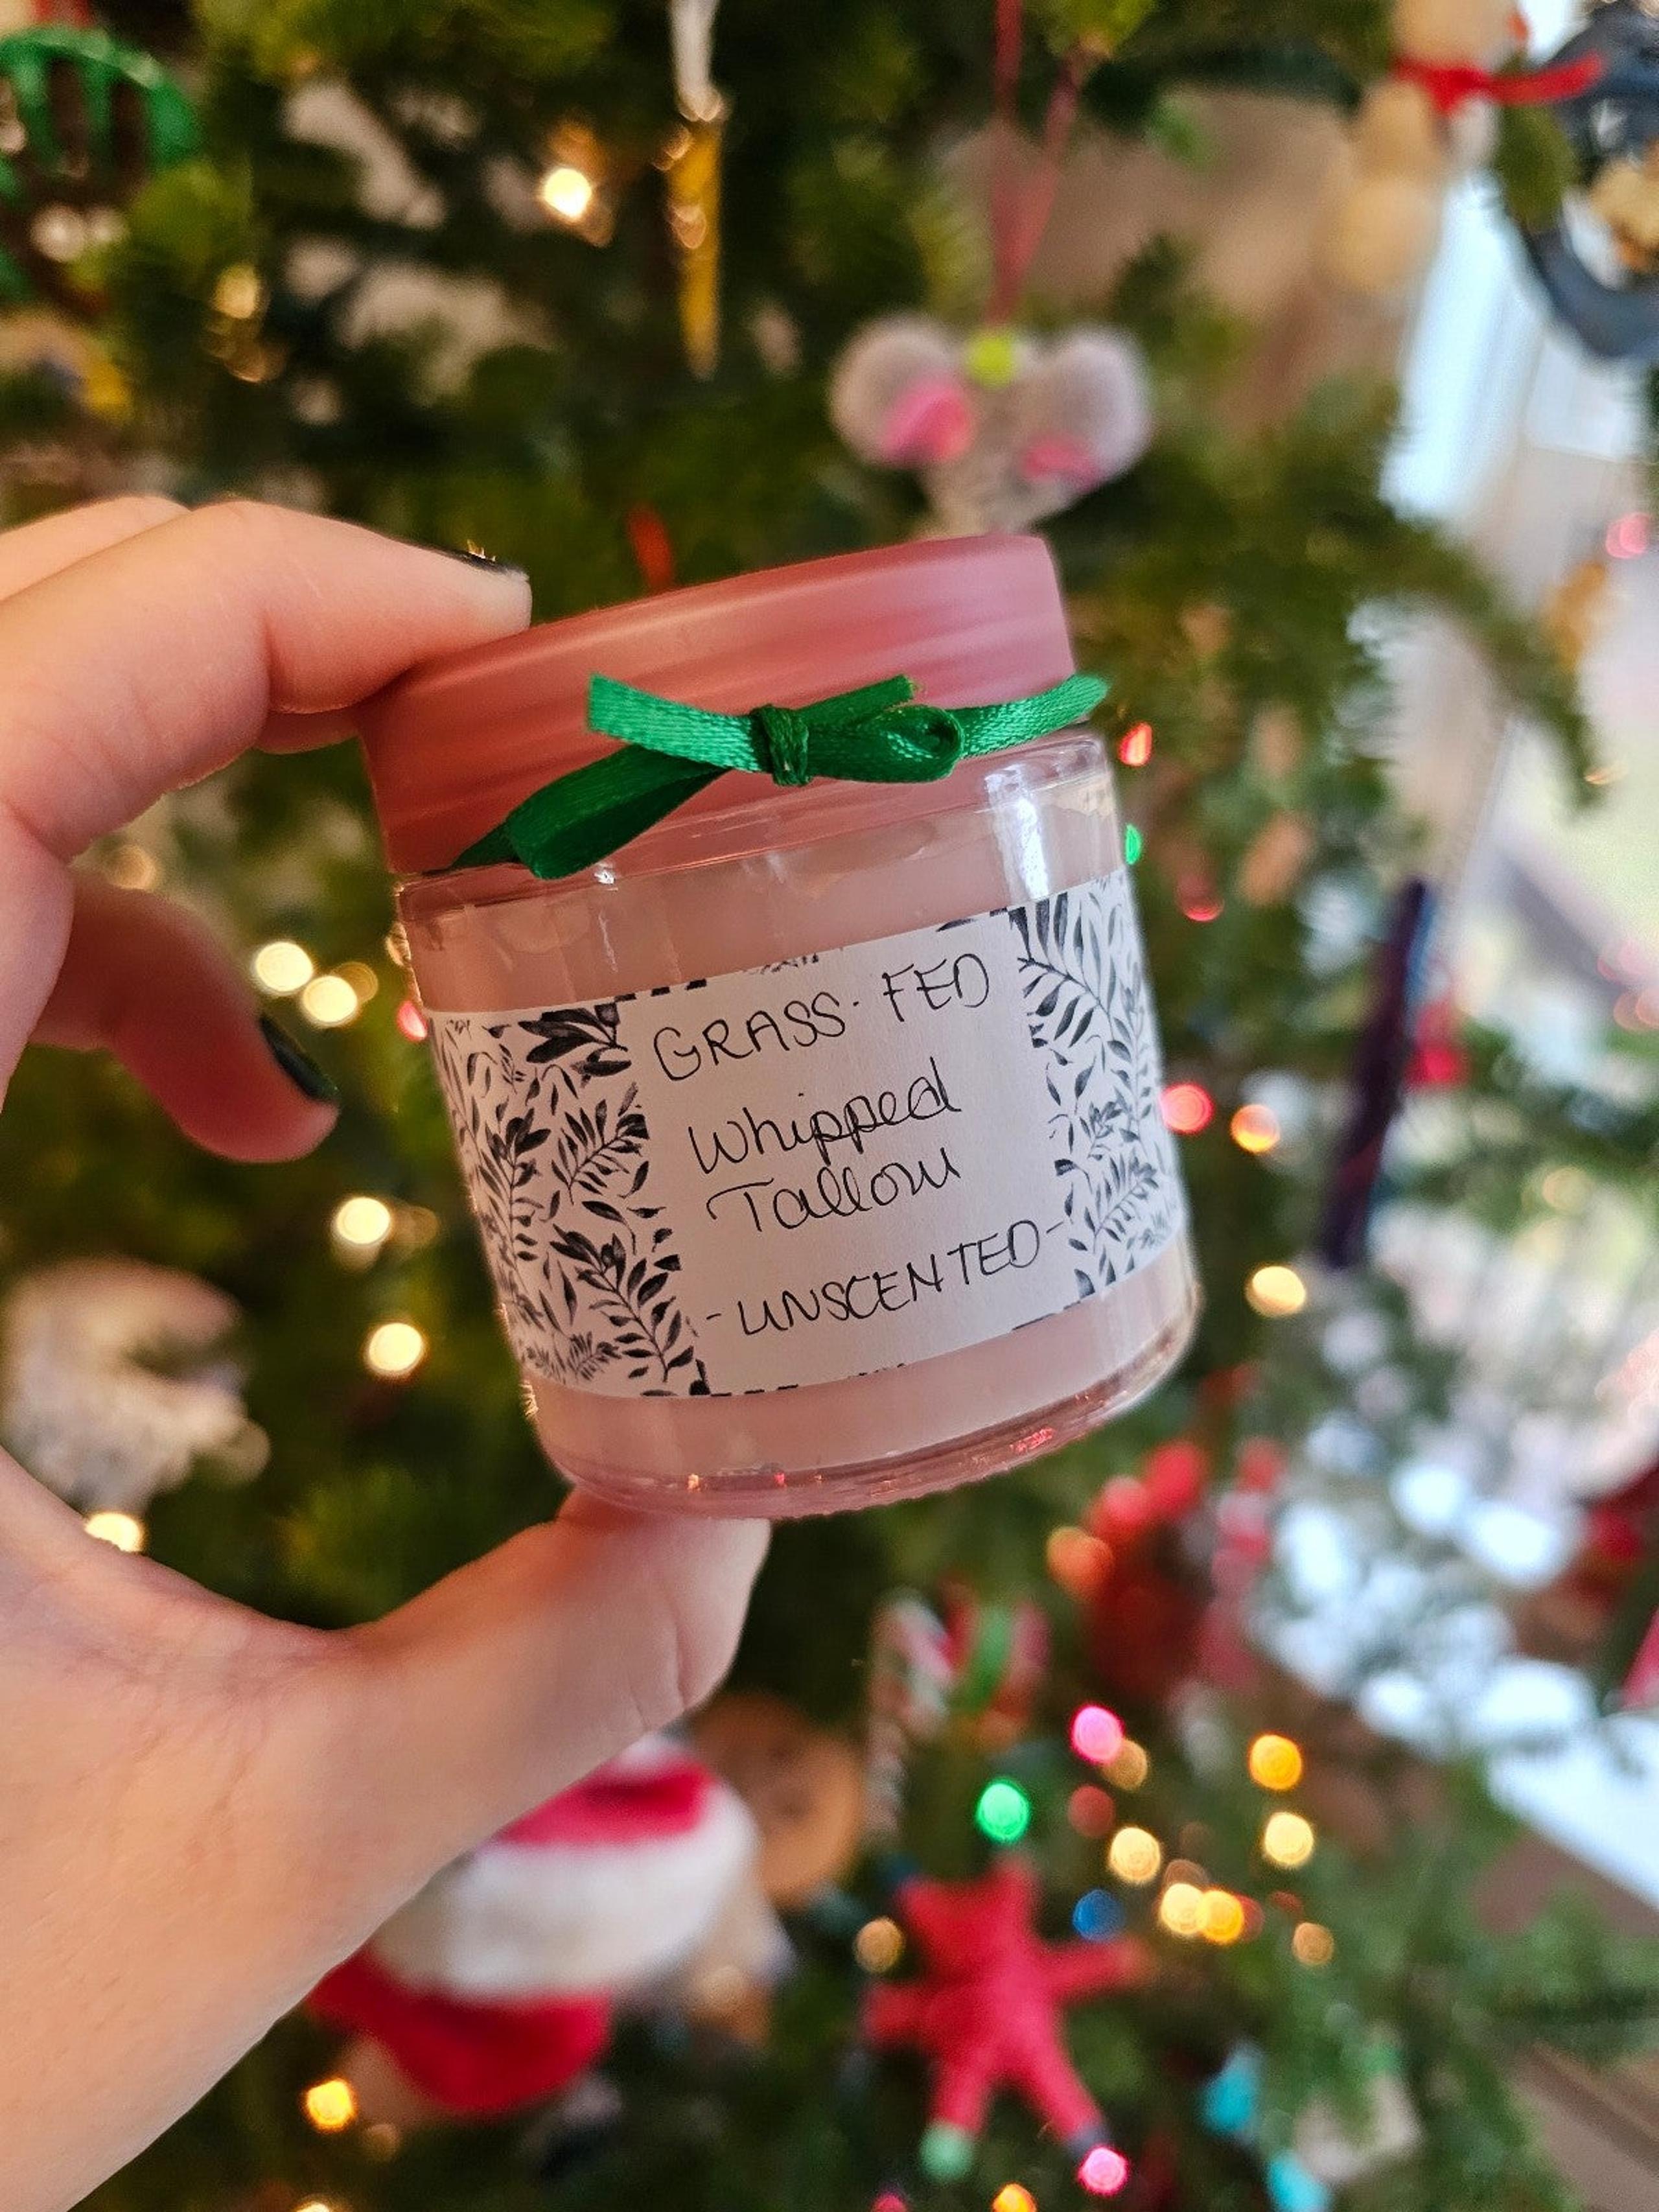 GRASS-FED
Whipped
Tallow
-UNSCENTED-